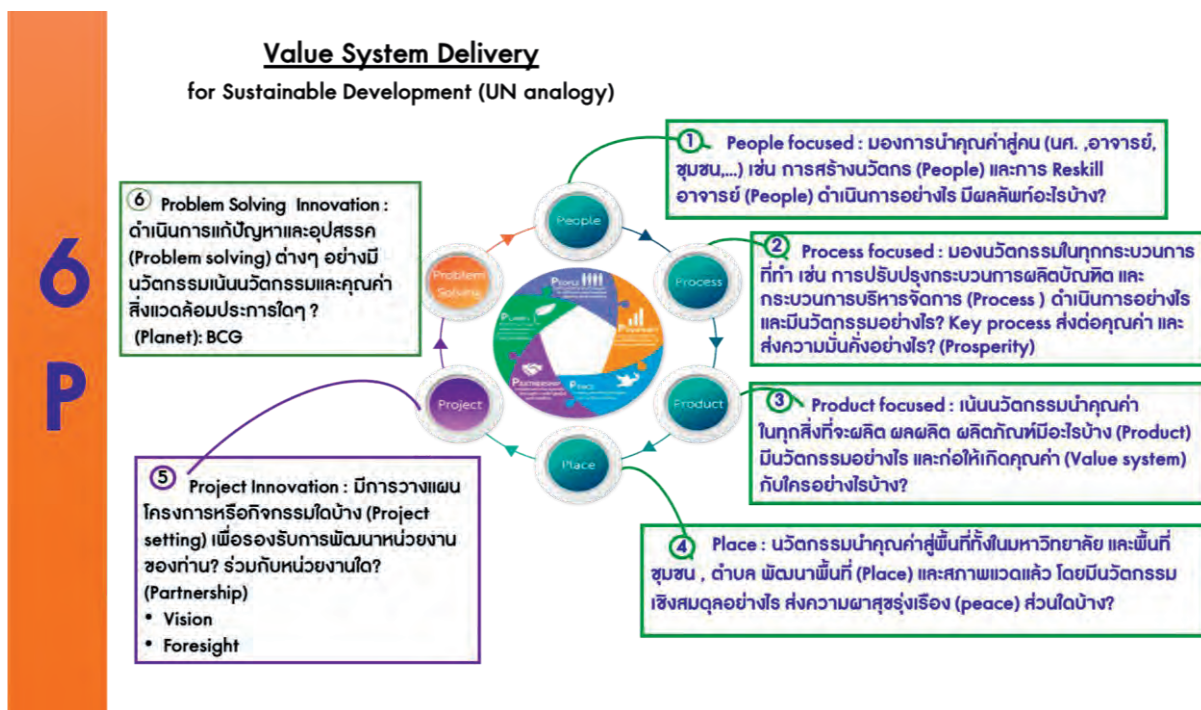 6
P
Value System Delivery
for Sustainable Development (UN analogy)
① People focused : มองการนำคุณค่าสู่คน (นศ. ,อาจารย์,
ชุมชน,...) เช่น การสร้างนวัตกร (People) และการ Reskill
อาจารย์ (People) ดำเนินการอย่างไร มีผลลัพท์อะไรบ้าง?
② Process focused : มองนวัตกรรมในทุกกระบวนการ
ที่ทำ เช่น การปรับปรุงกระบวนการผลิตบัณฑิต และ
กระบวนการบริหารจัดการ (Process ) ดำเนินการอย่างไร
และมีนวัตกรรมอย่างไร? Key process ส่งต่อคุณค่า และ
ส่งความมั่นคงอย่างไร? (Prosperity)
③ Product focused : เน้นนวัตกรรมนำคุณค่า
ในทุกสิ่งที่จะผลิต ผลผลิต ผลิตภัณฑ์มีอะไรบ้าง (Product)
มีนวัตกรรมอย่างไร และก่อให้เกิดคุณค่า (Value system)
กับใครอย่างไรบ้าง?
④ Place : นวัตกรรมนำคุณค่าสู่พื้นที่ทั้งในมหาวิทยาลัย และพื้นที่
ชุมชน , ตำบล พัฒนาพื้นที่ (Place) และสภาพแวดแล้ว โดยมีนวัตกรรม
เชิงสมดุลอย่างไร ส่งความผาสุขรุ่งเรือง (peace) ส่วนใดบ้าง?
⑤ Project Innovation : มีการวางแผน
โครงการหรือกิจกรรมใดบ้าง (Project
setting) เพื่อรองรับการพัฒนาหน่วยงาน
ของท่าน? ร่วมกับหน่วยงานใด?
(Partnership)
• Vision
• Foresight
⑥ Problem Solving Innovation :
ดำเนินการแก้ปัญหาและอุปสรรค
(Problem solving) ต่างๆ อย่างมี
นวัตกรรมเน้นนวัตกรรมและคุณค่า
สิ่งแวดล้อมประการใดๆ ?
(Planet): BCG
People
Process
Product
Place
Project
Problem
Solving
PEOPLE
PROSPERITY
PEACE
PARTNERSHIP
PLANET